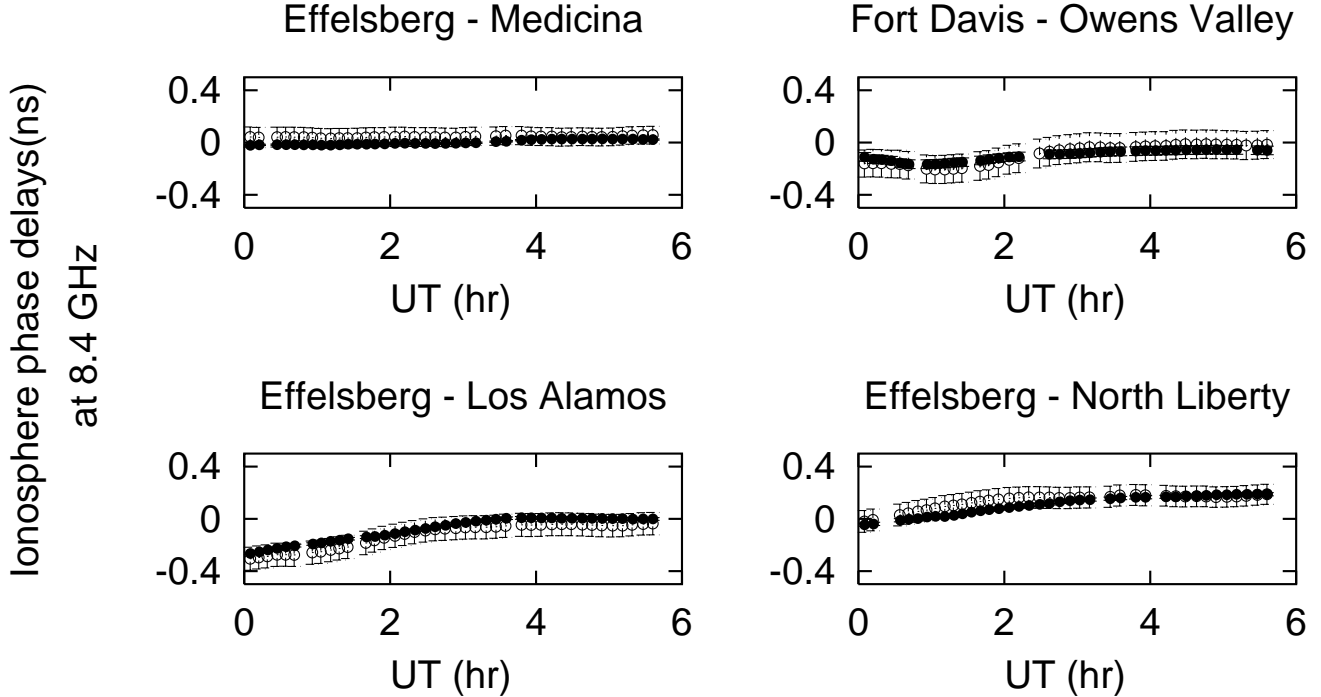 Ionosphere phase delays(ns)
at 8.4 GHz
Effelsberg - Medicina
0.4
0
-0.4
0 2 4 6
UT (hr)
Fort Davis - Owens Valley
0.4
0
-0.4
0 2 4 6
UT (hr)
Effelsberg - Los Alamos
0.4
0
-0.4
0 2 4 6
UT (hr)
Effelsberg - North Liberty
0.4
0
-0.4
0 2 4 6
UT (hr)